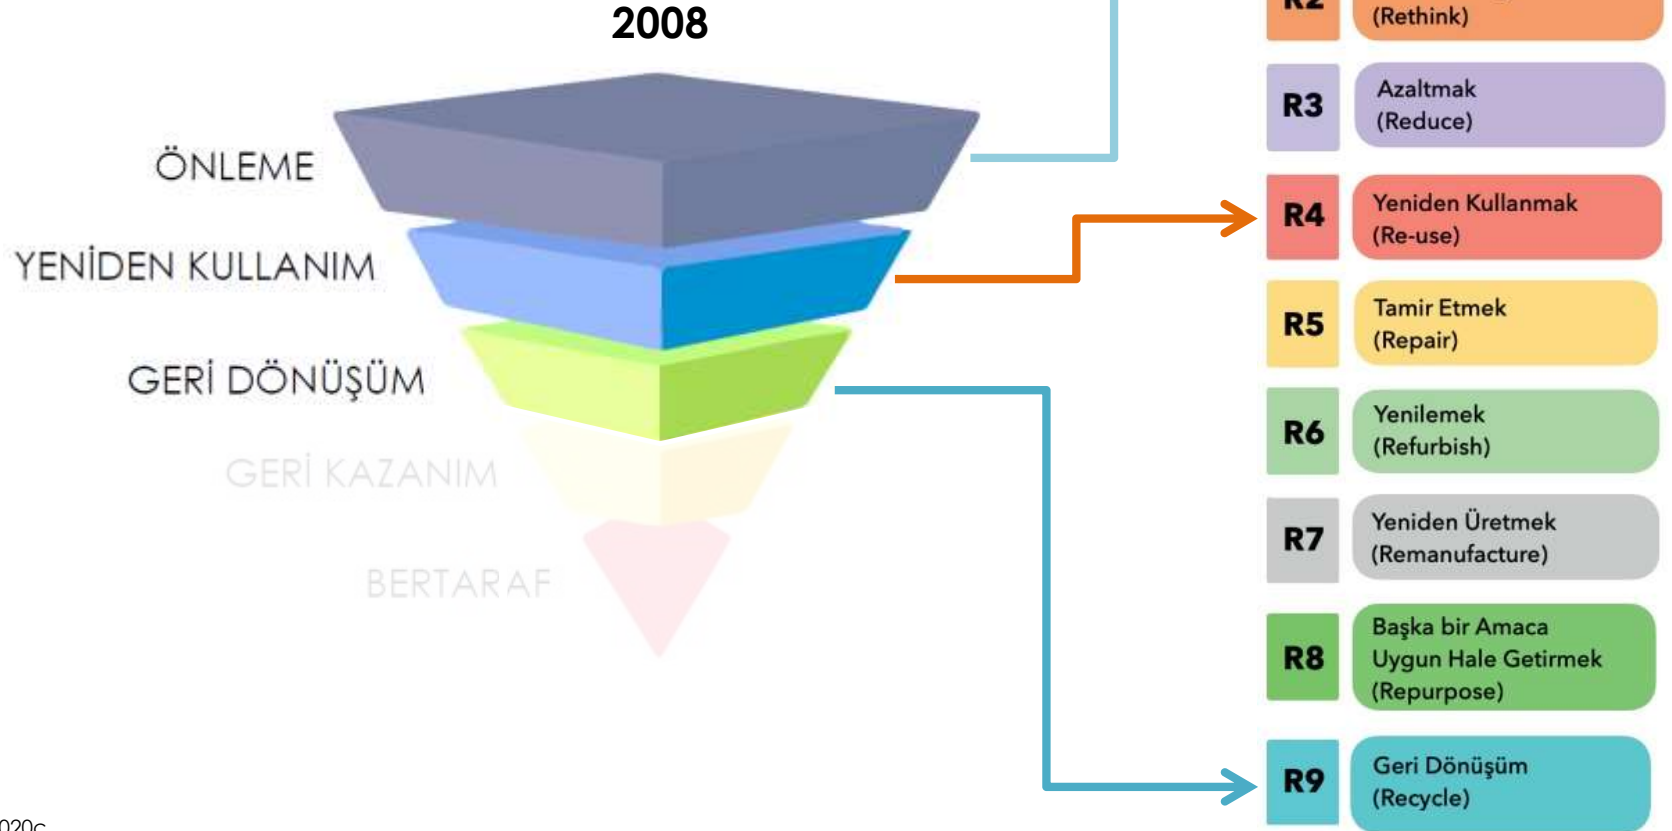 2008
ÖNLEME
YENİDEN KULLANIM
GERİ DÖNÜŞÜM
GERİ KAZANIM
BERTARAF
R2
(Rethink)
R3
Azaltmak
(Reduce)
R4
Yeniden Kullanmak
(Re-use)
R5
Tamir Etmek
(Repair)
R6
Yenilemek
(Refurbish)
R7
Yeniden Üretmek
(Remanufacture)
R8
Başka bir Amaca
Uygun Hale Getirmek
(Repurpose)
R9
Geri Dönüşüm
(Recycle)